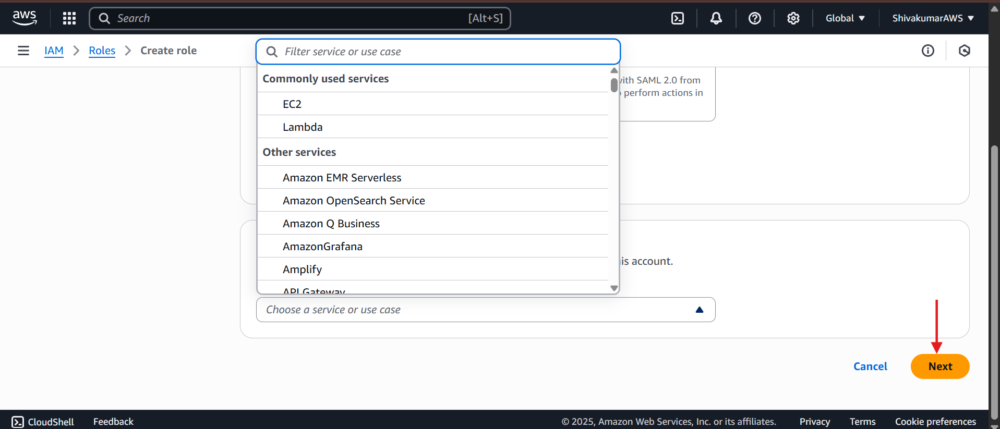 aws
Search [Alt+S]
Global
ShivakumarAWS
IAM
Roles
Create role
Filter service or use case
Commonly used services
EC2
Lambda
Other services
Amazon EMR Serverless
Amazon OpenSearch Service
Amazon Q Business
AmazonGrafana
Amplify
API Gateway
with SAML 2.0 from
perform actions in
is account.
Choose a service or use case
Cancel
Next
CloudShell
Feedback
© 2025, Amazon Web Services, Inc. or its affiliates.
Privacy
Terms
Cookie preferences